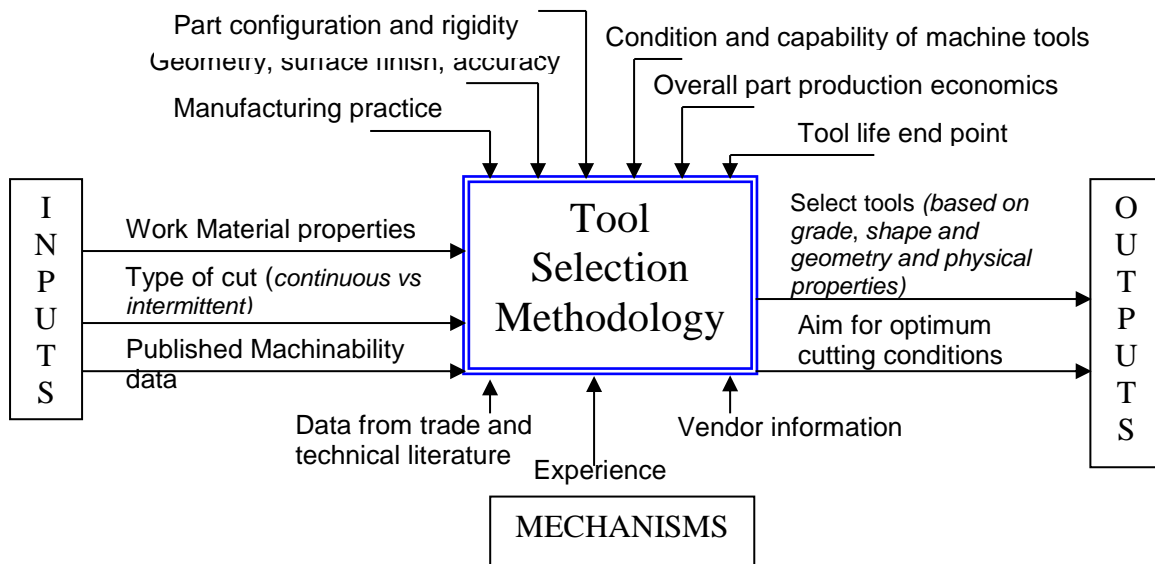 Part configuration and rigidity
Condition and capability of machine tools
Geometry, surface finish, accuracy
Overall part production economics
Manufacturing practice
Tool life end point
I
N
P
U
T
S
Work Material properties
Type of cut (continuous vs
intermittent)
Published Machinability
data
Tool
Selection
Methodology
Select tools (based on
grade, shape and
geometry and physical
properties)
Aim for optimum
cutting conditions
O
U
T
P
U
T
S
Data from trade and
technical literature
Experience
Vendor information
MECHANISMS